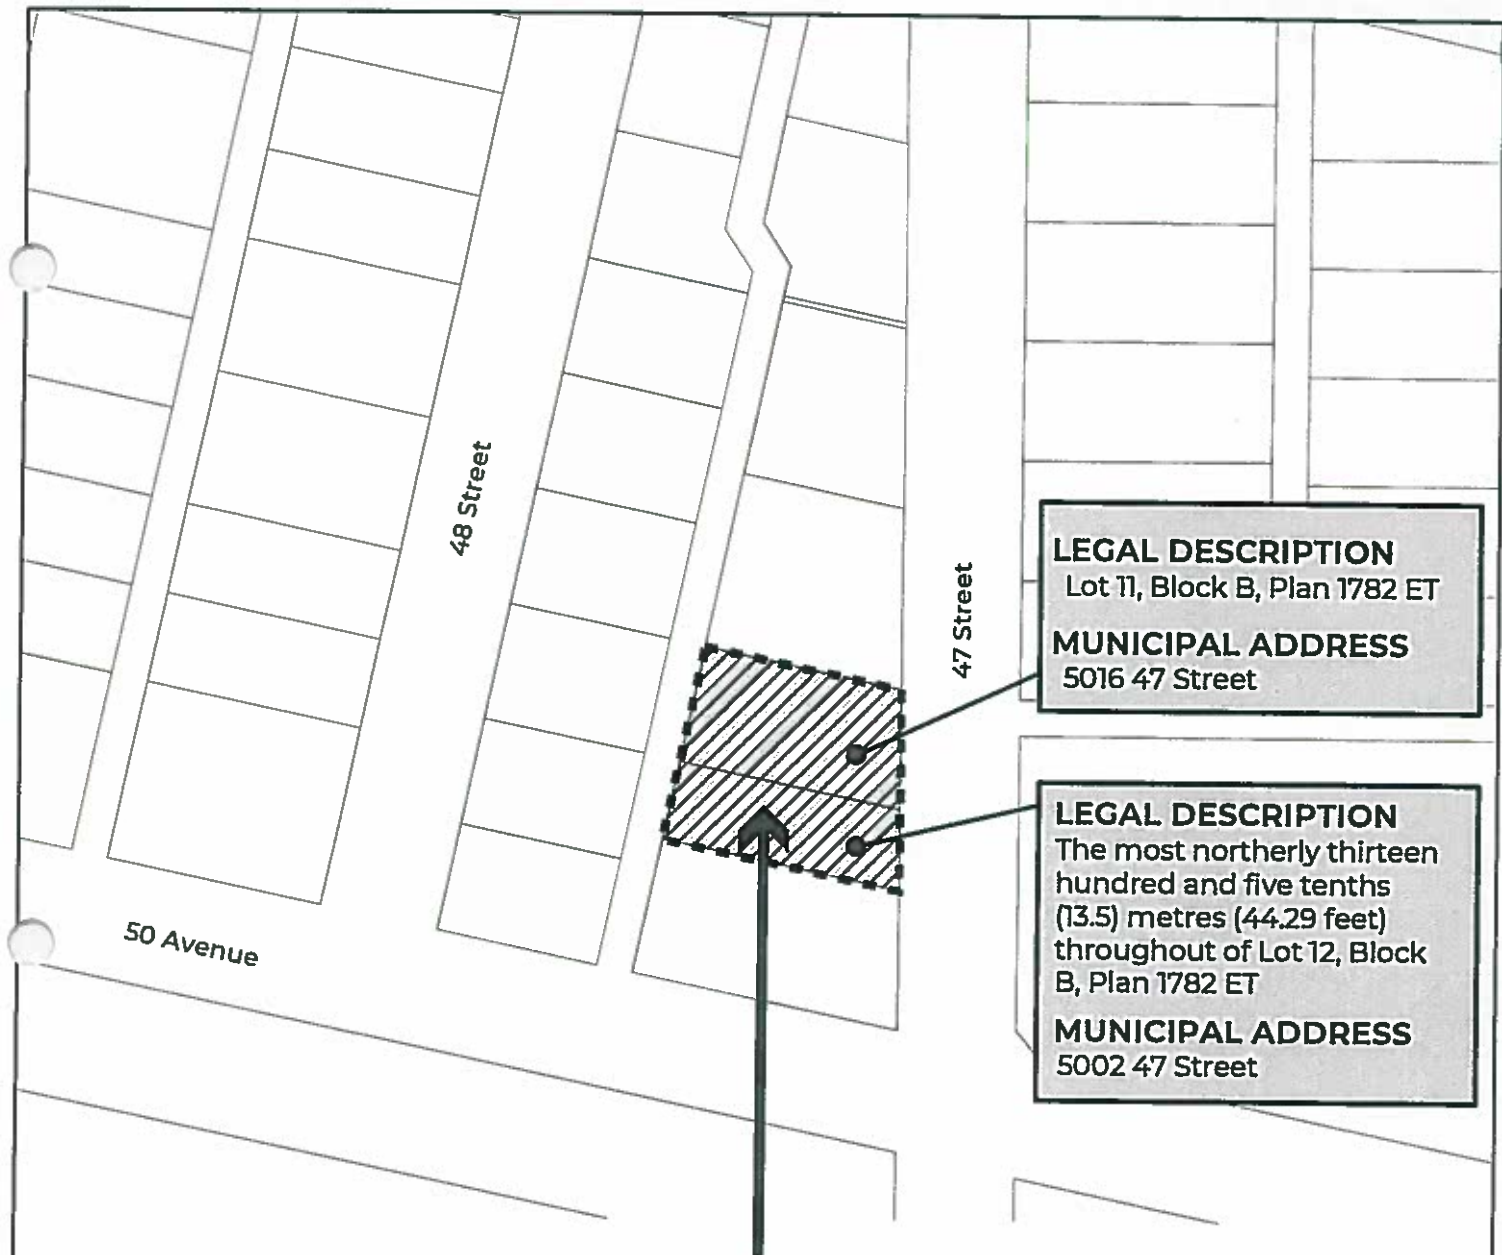 48 Street
47 Street
LEGAL DESCRIPTION
Lot 11, Block B, Plan 1782 ET
MUNICIPAL ADDRESS
5016 47 Street
LEGAL DESCRIPTION
The most northerly thirteen
hundred and five tenths
(13.5) metres (44.29 feet)
throughout of Lot 12, Block
B, Plan 1782 ET
MUNICIPAL ADDRESS
5002 47 Street
50 Avenue